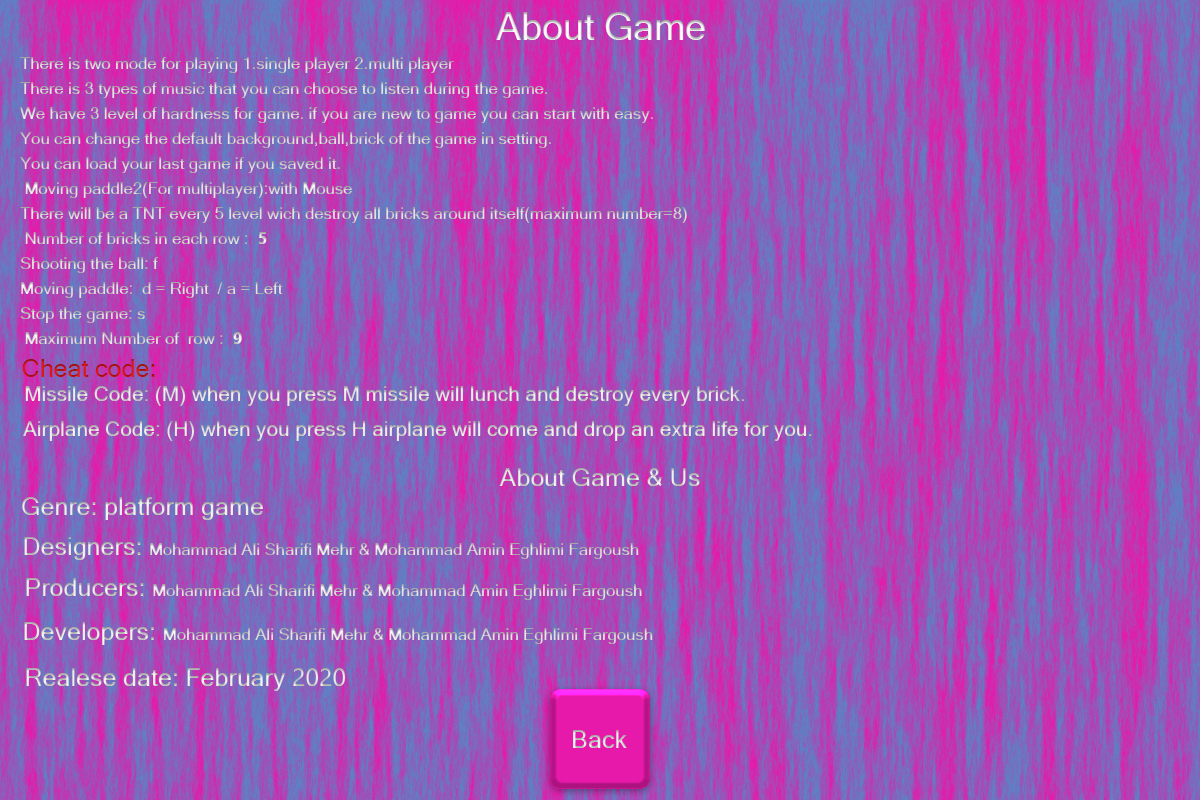 About Game
There is two mode for playing 1.single player 2.multi player
There is 3 types of music that you can choose to listen during the game.
We have 3 level of hardness for game. if you are new to game you can start with easy.
You can change the default background,ball,brick of the game in setting.
You can load your last game if you saved it.
Moving paddle2(For multiplayer):with Mouse
There will be a TNT every 5 level wich destroy all bricks around itself(maximum number=8)
Number of bricks in each row : 5
Shooting the ball: f
Moving paddle: d = Right / a = Left
Stop the game: s
Maximum Number of row : 9
Cheat code:
Missile Code: (M) when you press M missile will lunch and destroy every brick.
Airplane Code: (H) when you press H airplane will come and drop an extra life for you.
About Game & Us
Genre: platform game
Designers: Mohammad Ali Sharifi Mehr & Mohammad Amin Eghlimi Fargoush
Producers: Mohammad Ali Sharifi Mehr & Mohammad Amin Eghlimi Fargoush
Developers: Mohammad Ali Sharifi Mehr & Mohammad Amin Eghlimi Fargoush
Realese date: February 2020
Back